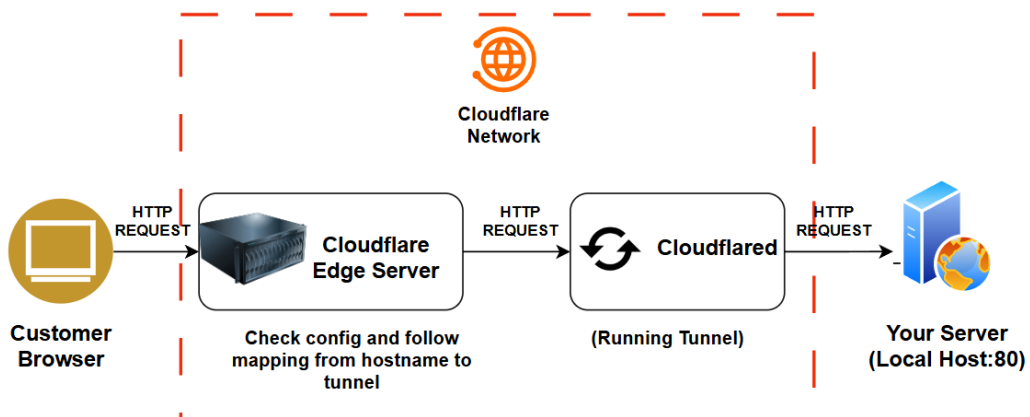 Cloudflare
Network
HTTP
REQUEST
HTTP
REQUEST
HTTP
REQUEST
Cloudflare
Edge Server
Cloudflared
Customer
Browser
Check config and follow
mapping from hostname to
tunnel
(Running Tunnel)
Your Server
(Local Host:80)